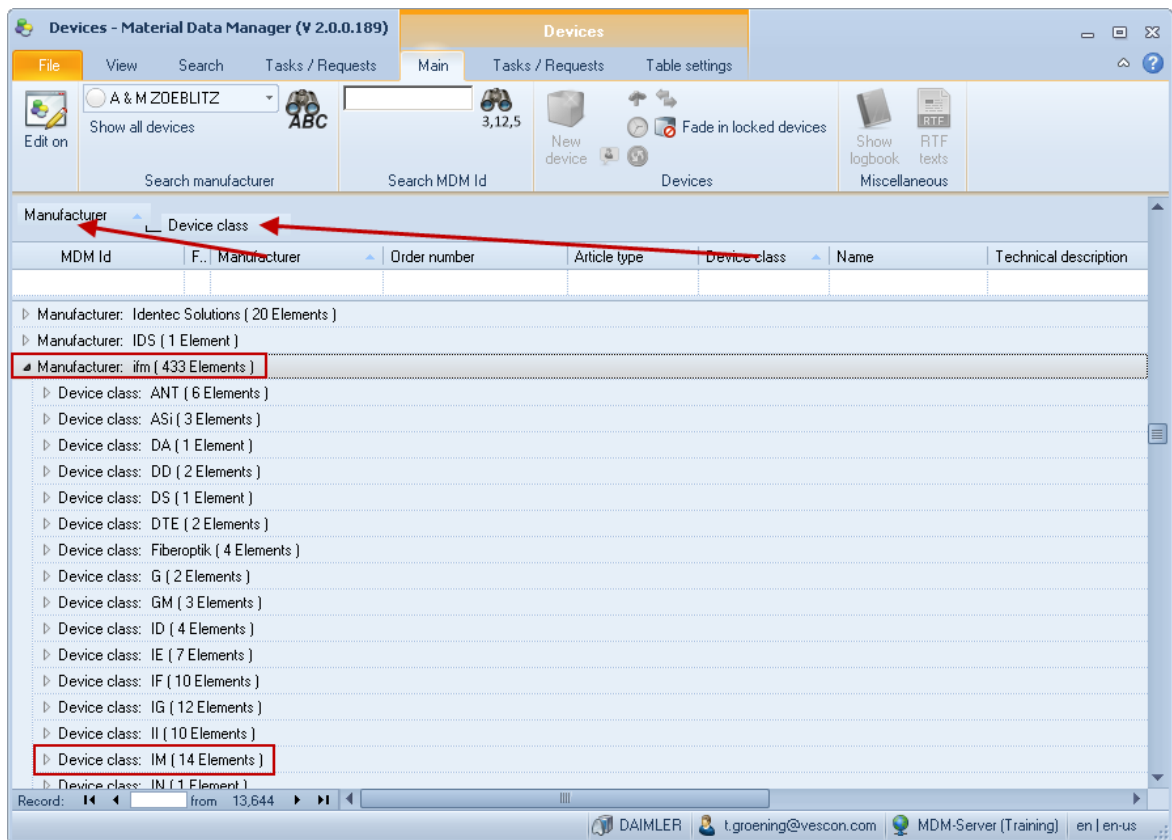 Devices - Material Data Manager (V 2.0.0.189)
Devices
File View Search Tasks / Requests Main Tasks / Requests Table settings
A & M ZOEBLITZ
Show all devices
ABC
3,12,5
Edit on
New device
Fade in locked devices
Show logbook
RTF
RTF texts
Search manufacturer Search MDM Id Devices Miscellaneous
Manufacturer
Device class
MDM Id F.. Manufacturer Order number Article type Device class Name Technical description
Manufacturer: Identec Solutions ( 20 Elements )
Manufacturer: IDS ( 1 Element )
Manufacturer: ifm ( 433 Elements )
Device class: ANT ( 6 Elements )
Device class: ASi ( 3 Elements )
Device class: DA ( 1 Element )
Device class: DD ( 2 Elements )
Device class: DS ( 1 Element )
Device class: DTE ( 2 Elements )
Device class: Fiberoptik ( 4 Elements )
Device class: G ( 2 Elements )
Device class: GM ( 3 Elements )
Device class: ID ( 4 Elements )
Device class: IE ( 7 Elements )
Device class: IF ( 10 Elements )
Device class: IG ( 12 Elements )
Device class: II ( 10 Elements )
Device class: IM ( 14 Elements )
Device class: IN ( 1 Element )
Record: from 13,644
DAIMLER t.groening@vescon.com MDM-Server (Training) en | en-us